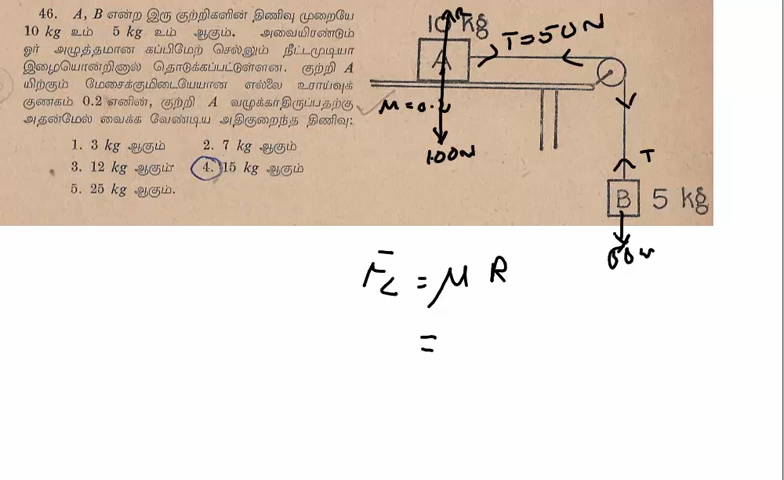 46. A, B என்ற இரு குற்றிகளின் திணிவு முறையே
10 kg உம் 5 kg உம் ஆகும். அவையிரண்டும்
ஓர் அழுத்தமான கப்பிமேற் செல்லும் நீட்டமுடியா
இழையொன்றினால் தொடுக்கப்பட்டுள்ளன. குற்றி A
யிற்கும் மேசைக்குமிடையேயான எல்லை உராய்வுக்
குணகம் 0.2 எனின், குற்றி A வழுக்காதிருப்பதற்கு
அதன்மேல் வைக்க வேண்டிய அதிகுறைந்த திணிவு:
1. 3 kg ஆகும் 2. 7 kg ஆகும்
3. 12 kg ஆகும் 4. 15 kg ஆகும்
5. 25 kg ஆகும்.
10 kg
T=50N
A
μ=0.2
100N
T
B 5 kg
F_L = μ R
=